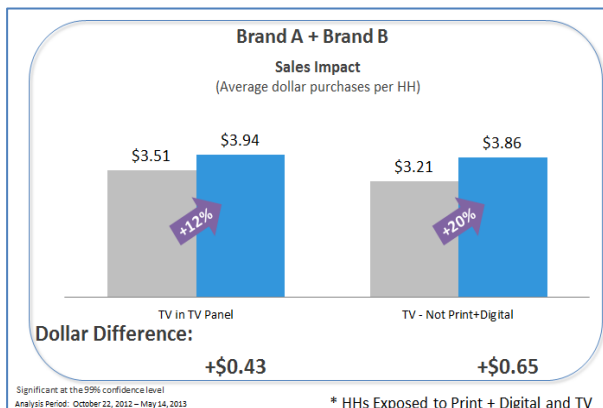 Brand A + Brand B
Sales Impact
(Average dollar purchases per HH)
$3.51
$3.94
$3.21
$3.86
+12%
+20%
TV in TV Panel
TV - Not Print+Digital
Dollar Difference:
+$0.43
+$0.65
Significant at the 99% confidence level
Analysis Period: October 22, 2012 – May 14, 2013
* HHs Exposed to Print + Digital and TV